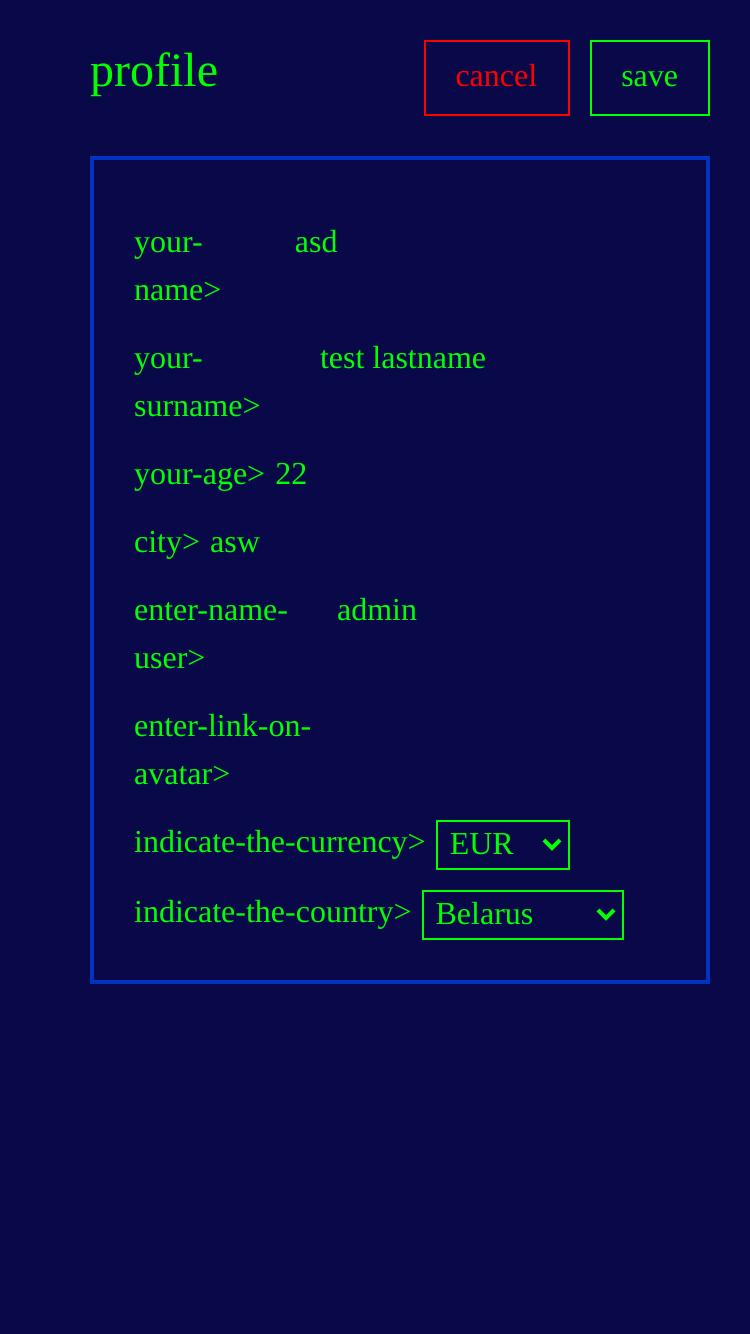 profile cancel save
your- asd
name>
your- test lastname
surname>
your-age> 22
city> asw
enter-name- admin
user>
enter-link-on-
avatar>
indicate-the-currency> EUR
indicate-the-country> Belarus